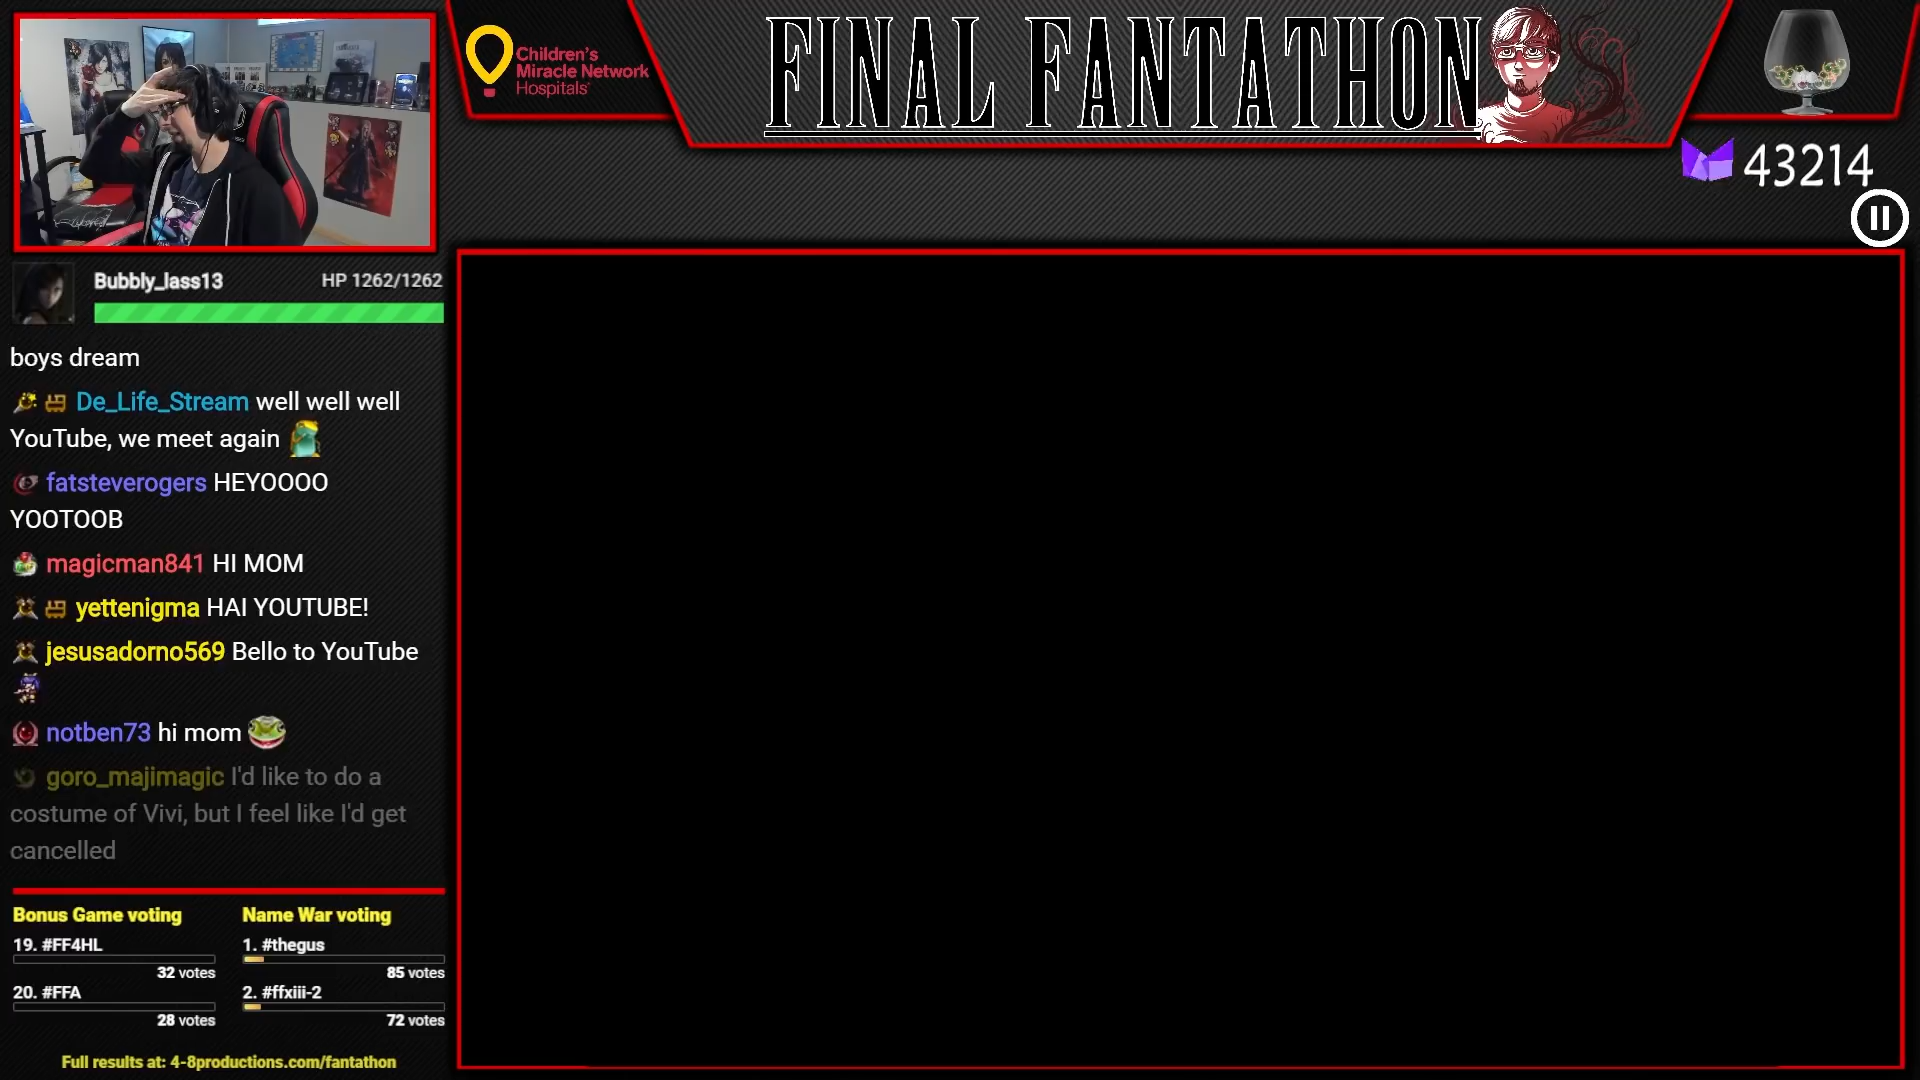 Children's
Miracle Network
Hospitals
FINAL FANTATHON
43214
Bubbly_lass13 HP 1262/1262
boys dream
De_Life_Stream well well well
YouTube, we meet again
fatsteverogers HEYOOOO
YOOTOOB
magicman841 HI MOM
yettenigma HAI YOUTUBE!
jesusadorno569 Bello to YouTube
notben73 hi mom
goro_majimagic I'd like to do a
costume of Vivi, but I feel like I'd get
cancelled
Bonus Game voting
19. #FF4HL
32 votes
20. #FFA
28 votes
Name War voting
1. #thegus
85 votes
2. #ffxiii-2
72 votes
Full results at: 4-8productions.com/fantathon